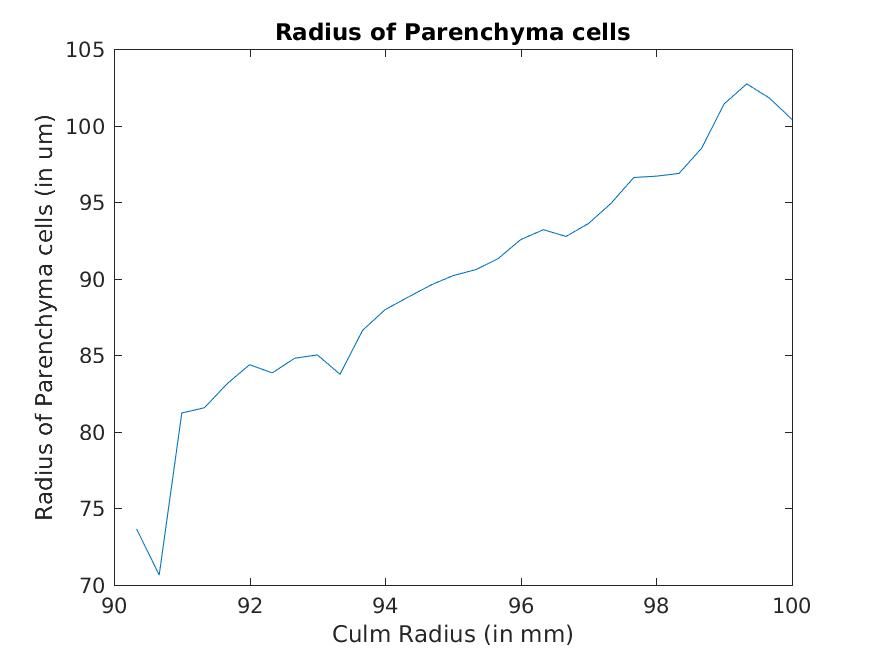 Radius of Parenchyma cells
105
100
95
90
85
80
75
70
Radius of Parenchyma cells (in um)
90 92 94 96 98 100
Culm Radius (in mm)